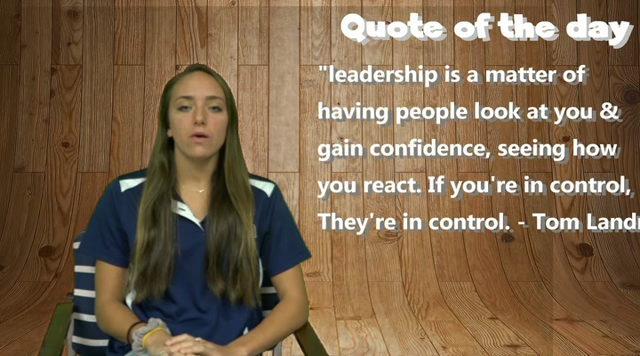 Quote of the day
"leadership is a matter of
having people look at you &
gain confidence, seeing how
you react. If you're in control,
They're in control. - Tom